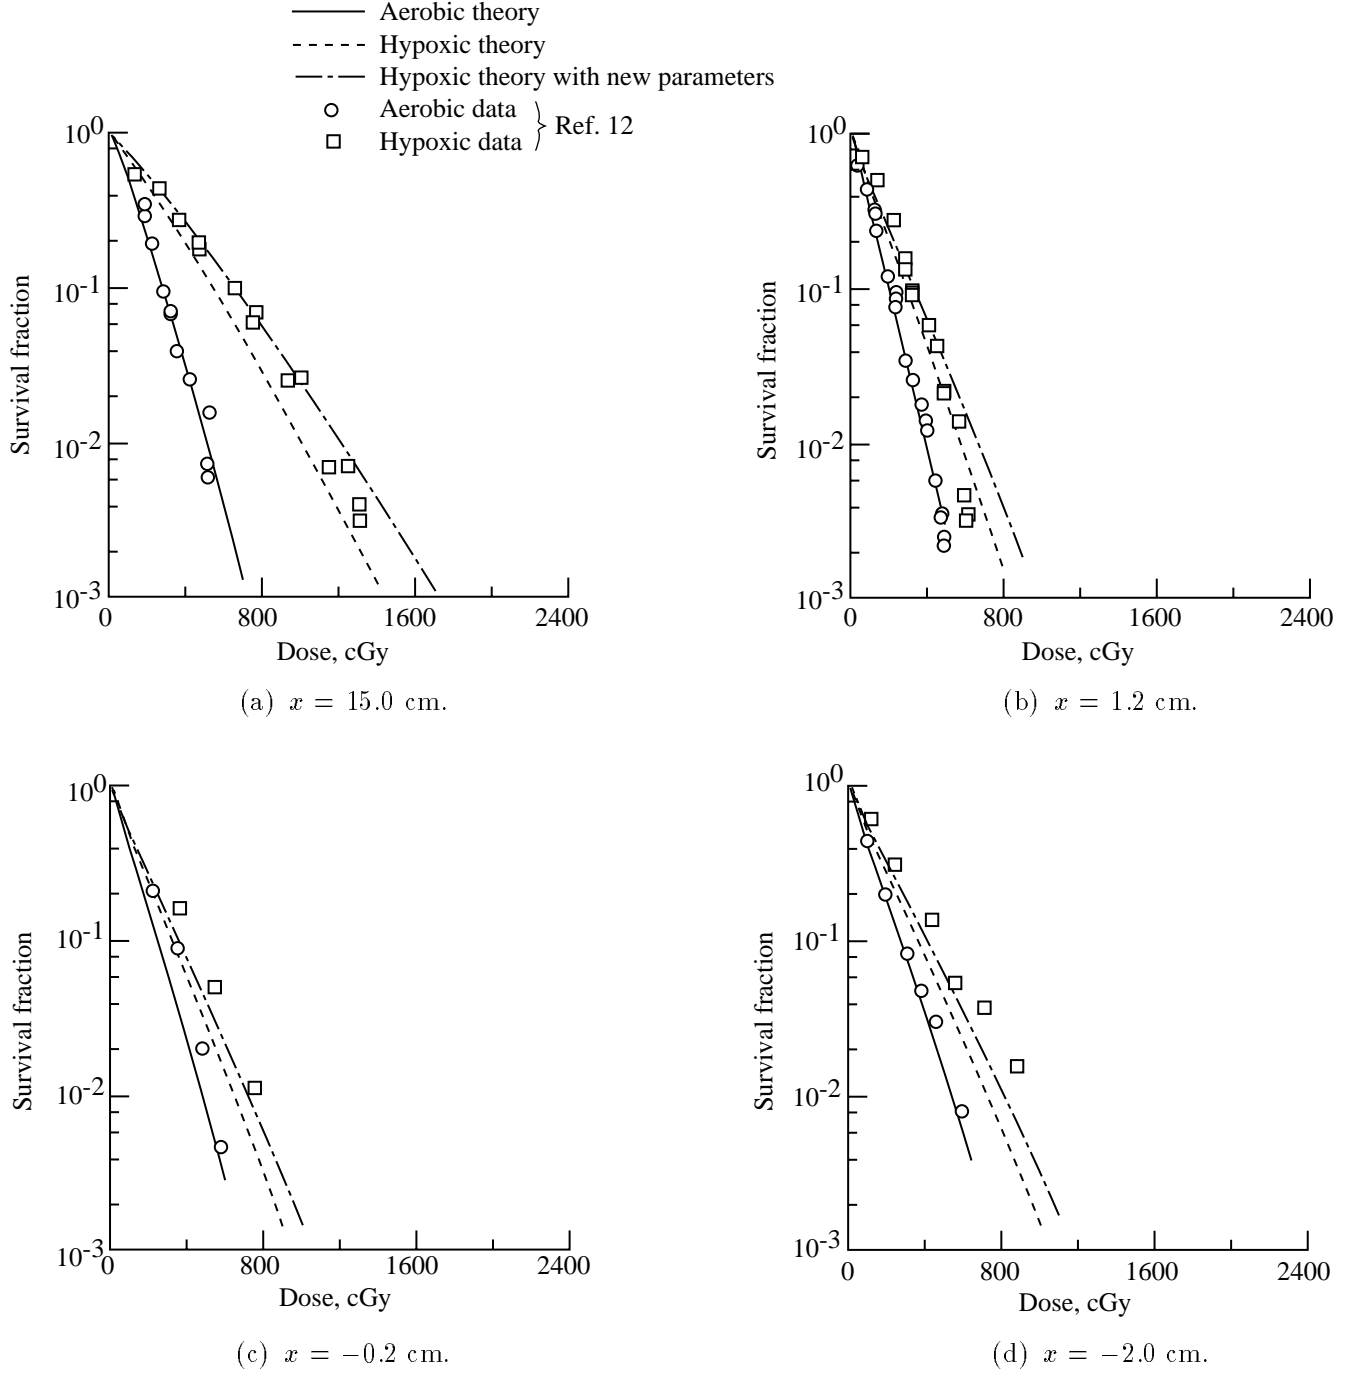 Aerobic theory
Hypoxic theory
Hypoxic theory with new parameters
Aerobic data
Hypoxic data
} Ref. 12
10^0
10^-1
10^-2
10^-3
Survival fraction
0 800 1600 2400
Dose, cGy
(a) x = 15.0 cm.
10^0
10^-1
10^-2
10^-3
Survival fraction
0 800 1600 2400
Dose, cGy
(b) x = 1.2 cm.
10^0
10^-1
10^-2
10^-3
Survival fraction
0 800 1600 2400
Dose, cGy
(c) x = −0.2 cm.
10^0
10^-1
10^-2
10^-3
Survival fraction
0 800 1600 2400
Dose, cGy
(d) x = −2.0 cm.